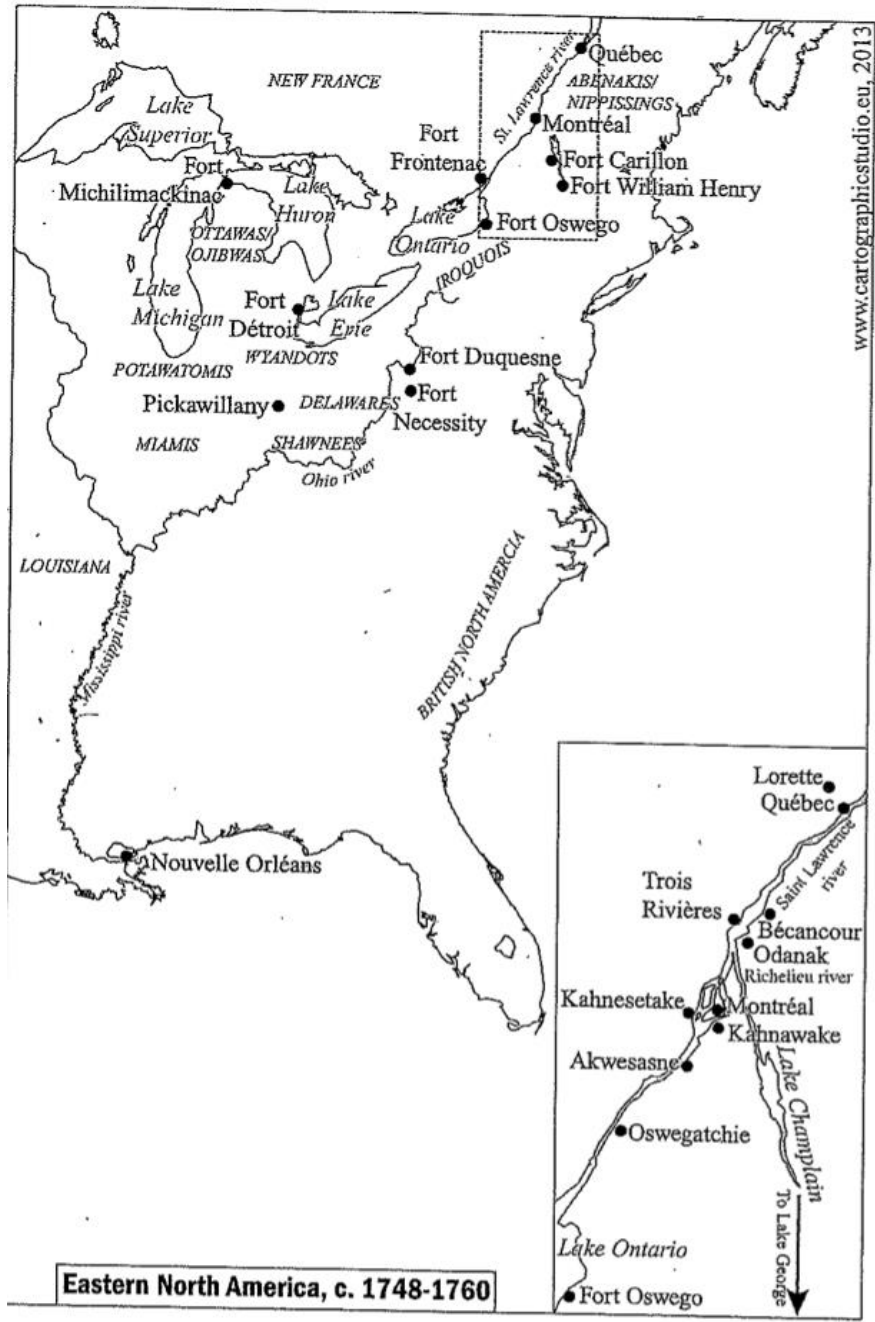 www.cartographicstudio.eu, 2013
Québec
NEW FRANCE
St. Lawrence river
ABENAKIS/
NIPPISSINGS
Lake
Superior
Montréal
Fort
Frontenac
Fort Carillon
Fort
Michilimackinac
Lake
Huron
Fort William Henry
Lake
Ontario
Fort Oswego
OTTAWAS/
OJIBWAS
IROQUOIS
Lake
Michigan
Fort
Détroit
Lake
Erie
WYANDOTS
Fort Duquesne
POTAWATOMIS
Pickawillany
DELAWARES
Fort
Necessity
MIAMIS
SHAWNEES
Ohio river
LOUISIANA
Mississippi river
BRITISH NORTH AMERCIA
Nouvelle Orléans
Lorette
Québec
Saint Lawrence
river
Trois
Rivières
Bécancour
Odanak
Richelieu river
Kahnesetake
Montréal
Kahnawake
Akwesasne
Lake Champlain
Oswegatchie
To Lake George
Lake Ontario
Fort Oswego
Eastern North America, c. 1748-1760